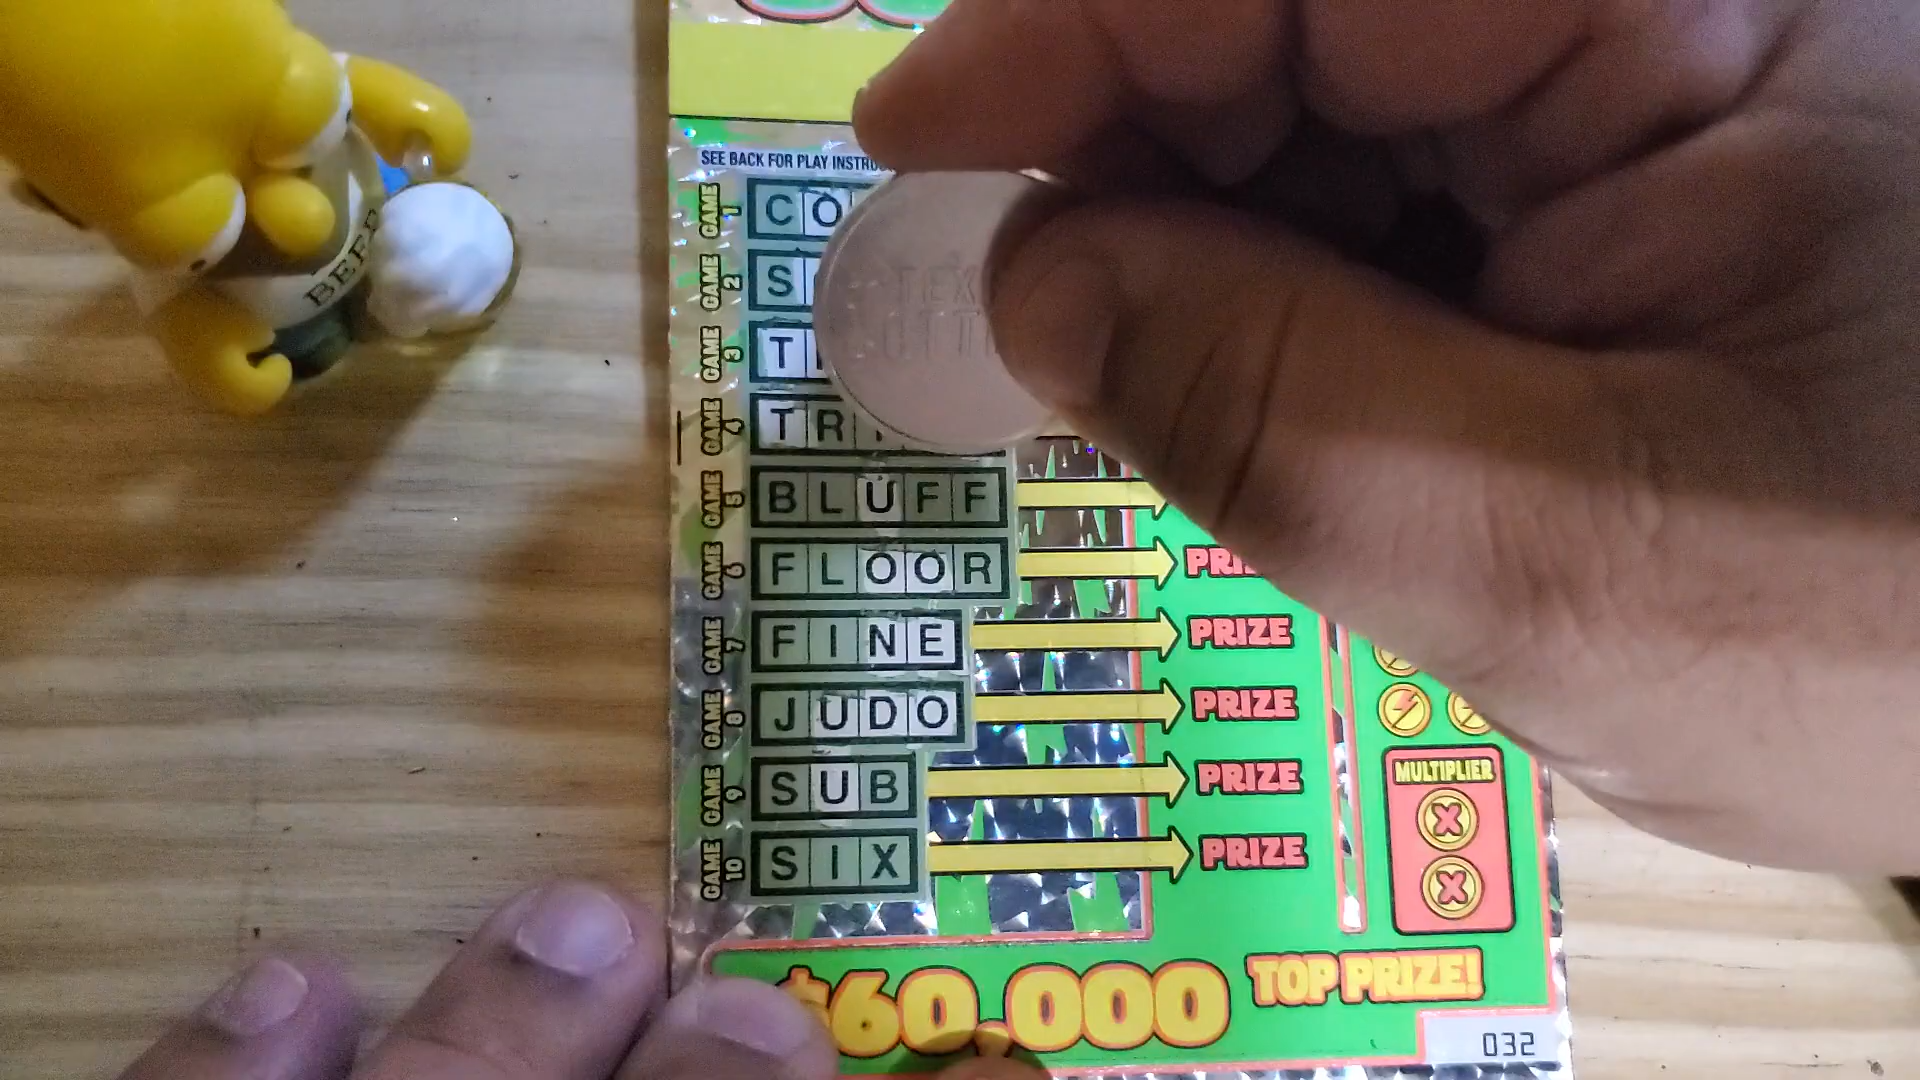 SEE BACK FOR PLAY
GAME 1 CO
GAME 2 S
GAME 3 T
GAME 4 TR
GAME 5 BLUFF
GAME 6 FLOOR
GAME 7 FINE PRIZE
GAME 8 JUDO PRIZE
GAME 9 SUB PRIZE
GAME 10 SIX PRIZE
MULTIPLIER
X
X
$60,000 TOP PRIZE!
032
BEER